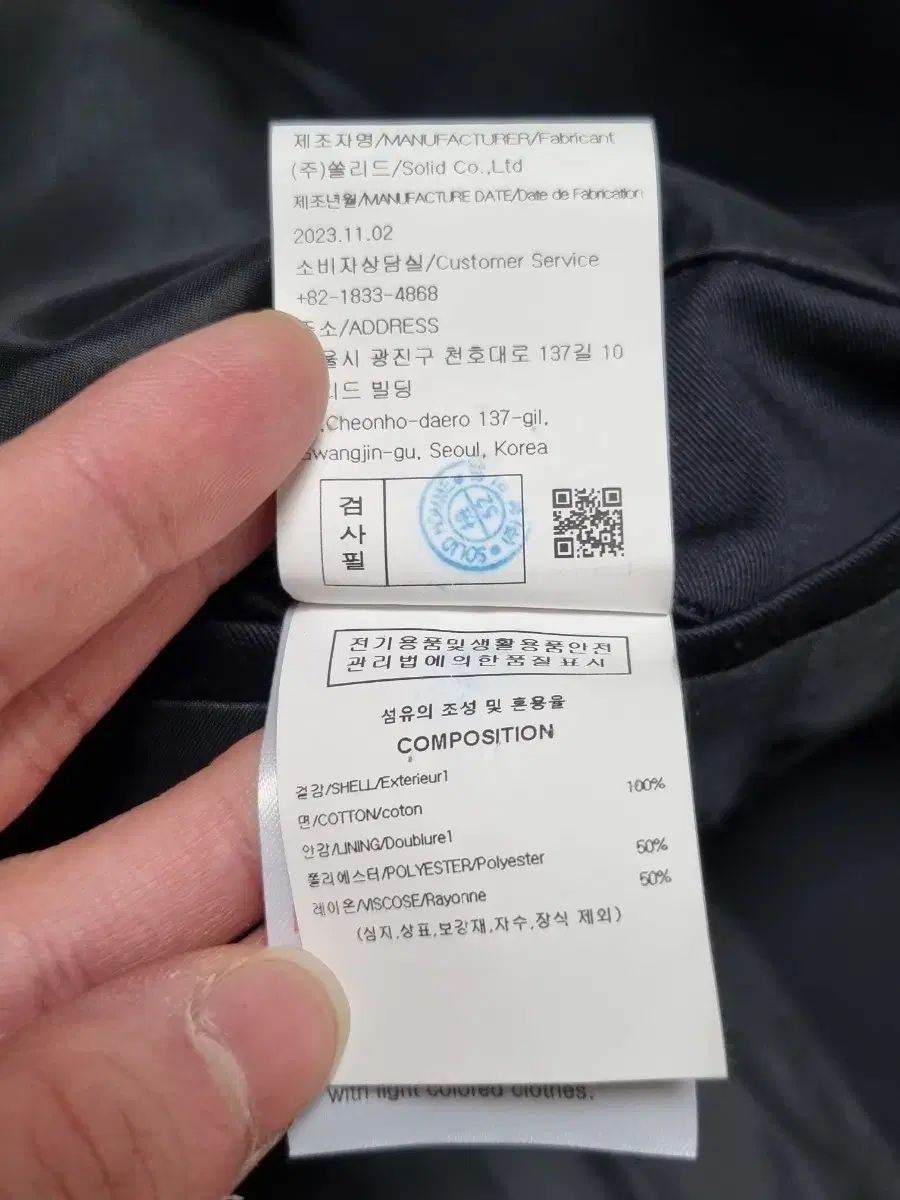 제조자명/MANUFACTURER/Fabricant
(주)쏠리드/Solid Co.,Ltd
제조년월/MANUFACTURE DATE/Date de Fabrication
2023.11.02
소비자상담실/Customer Service
+82-1833-4868
주소/ADDRESS
울시 광진구 천호대로 137길 10
리드 빌딩
,Cheonho-daero 137-gil,
Gwangjin-gu, Seoul, Korea
검사필
SOLID HOMME
전기용품및생활용품안전
관리법에의한품질표시
섬유의 조성 및 혼용율
COMPOSITION
겉감/SHELL/Exterieur1
면/COTTON/coton 100%
안감/LINING/Doublure1
폴리에스터/POLYESTER/Polyester 50%
레이온/VISCOSE/Rayonne 50%
(심지,상표,보강재,자수,장식 제외)
with light colored clothes.